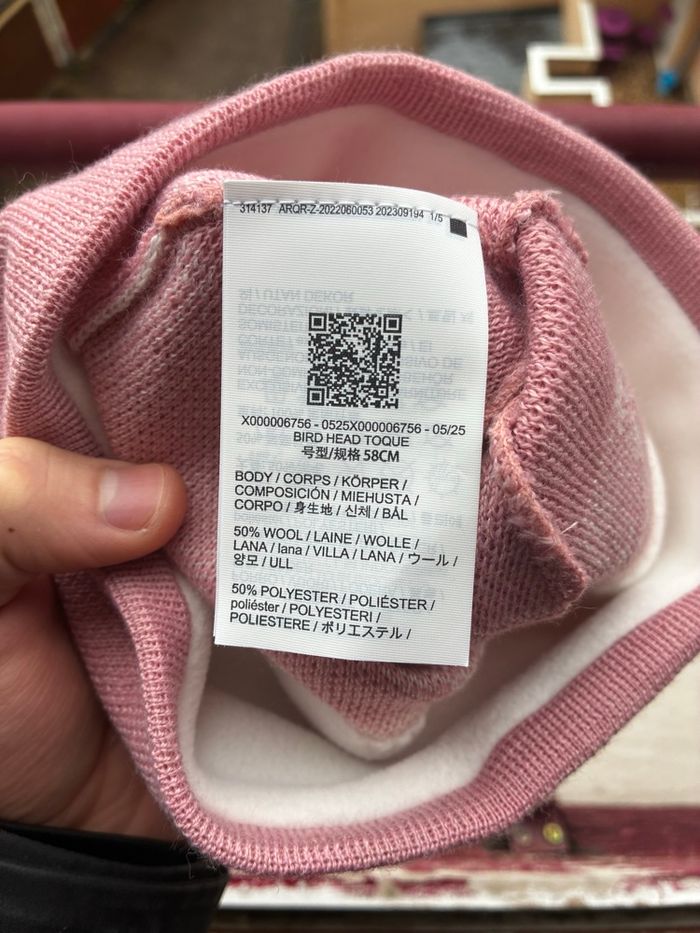 314137 ARQR-Z-2022060053 202309194 1/5
X000006756 - 0525X000006756 - 05/25
BIRD HEAD TOQUE
号型/规格 58CM
BODY / CORPS / KÖRPER /
COMPOSICIÓN / MIEHUSTA /
CORPO / 身生地 / 신체 / BÅL
50% WOOL / LAINE / WOLLE /
LANA / lana / VILLA / LANA / ウール /
양모 / ULL
50% POLYESTER / POLIÉSTER /
poliéster / POLYESTERI /
POLIESTERE / ポリエステル /